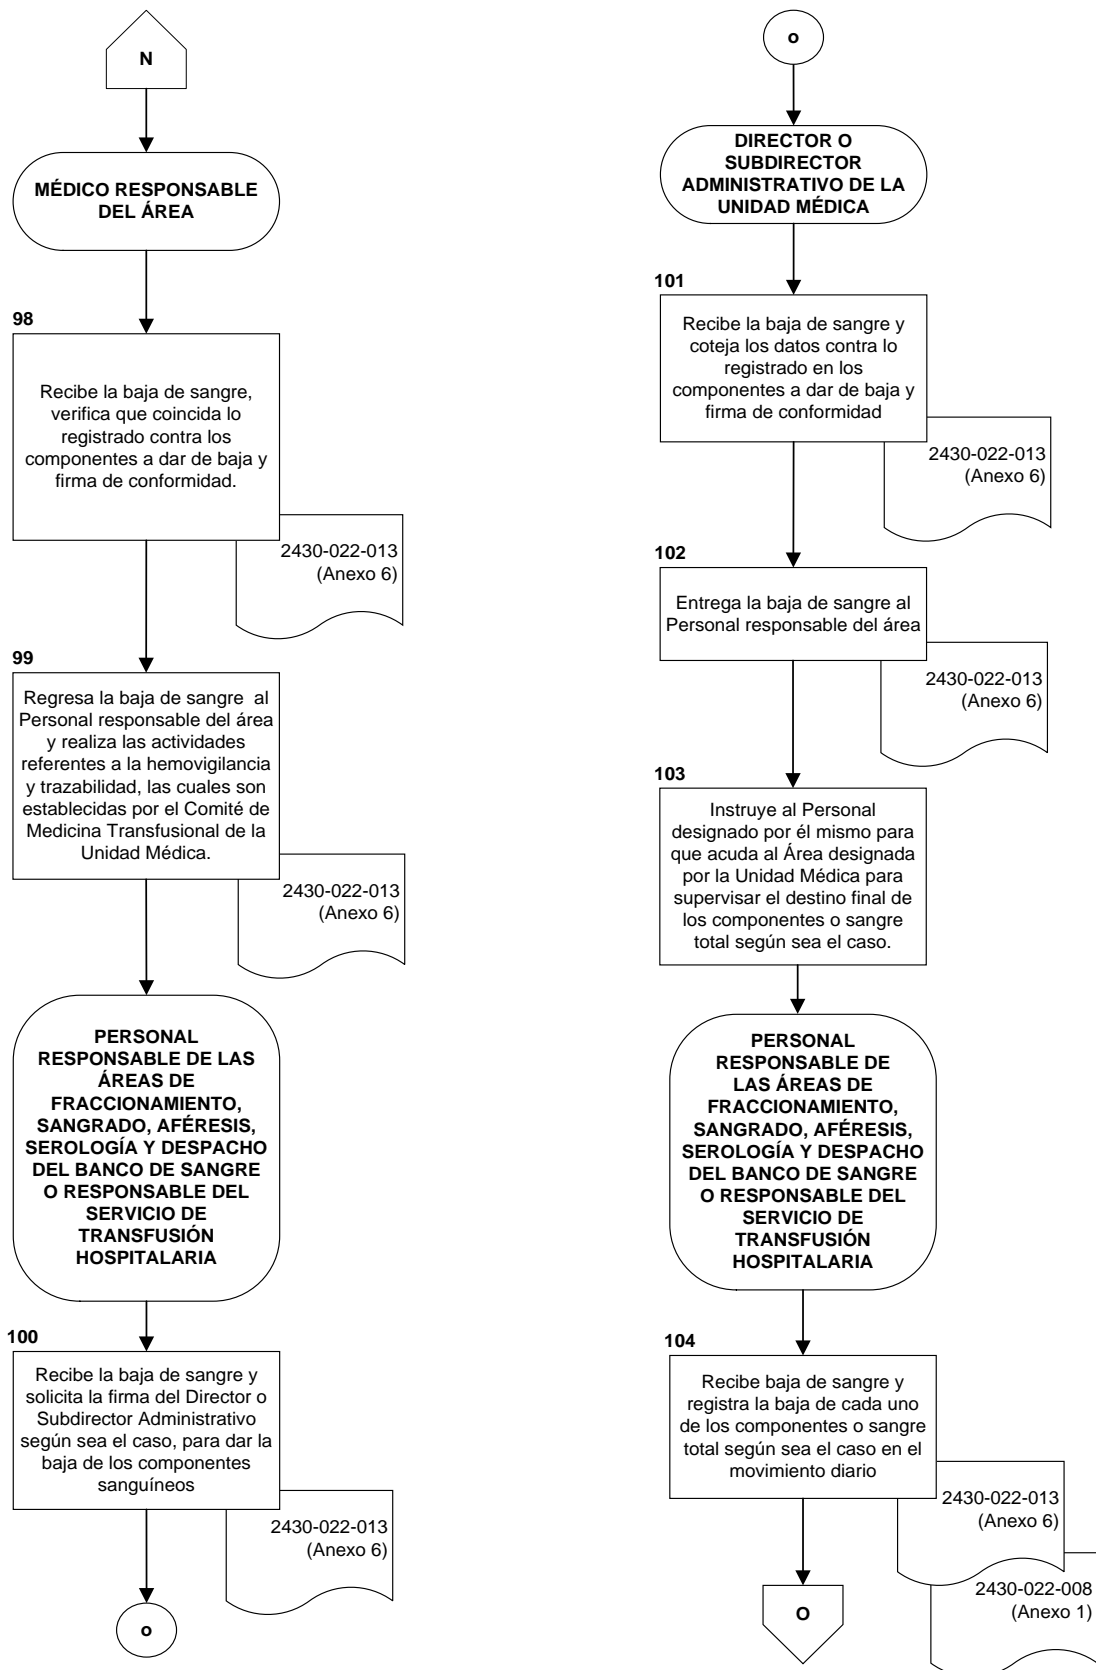 N
MÉDICO RESPONSABLE
DEL ÁREA
98
Recibe la baja de sangre,
verifica que coincida lo
registrado contra los
componentes a dar de baja y
firma de conformidad.
2430-022-013
(Anexo 6)
99
Regresa la baja de sangre al
Personal responsable del área
y realiza las actividades
referentes a la hemovigilancia
y trazabilidad, las cuales son
establecidas por el Comité de
Medicina Transfusional de la
Unidad Médica.
2430-022-013
(Anexo 6)
PERSONAL
RESPONSABLE DE LAS
ÁREAS DE
FRACCIONAMIENTO,
SANGRADO, AFÉRESIS,
SEROLOGÍA Y DESPACHO
DEL BANCO DE SANGRE
O RESPONSABLE DEL
SERVICIO DE
TRANSFUSIÓN
HOSPITALARIA
100
Recibe la baja de sangre y
solicita la firma del Director o
Subdirector Administrativo
según sea el caso, para dar la
baja de los componentes
sanguíneos
2430-022-013
(Anexo 6)
o
o
DIRECTOR O
SUBDIRECTOR
ADMINISTRATIVO DE LA
UNIDAD MÉDICA
101
Recibe la baja de sangre y
coteja los datos contra lo
registrado en los
componentes a dar de baja y
firma de conformidad
2430-022-013
(Anexo 6)
102
Entrega la baja de sangre al
Personal responsable del área
2430-022-013
(Anexo 6)
103
Instruye al Personal
designado por él mismo para
que acuda al Área designada
por la Unidad Médica para
supervisar el destino final de
los componentes o sangre
total según sea el caso.
PERSONAL
RESPONSABLE DE
LAS ÁREAS DE
FRACCIONAMIENTO,
SANGRADO, AFÉRESIS,
SEROLOGÍA Y DESPACHO
DEL BANCO DE SANGRE
O RESPONSABLE DEL
SERVICIO DE
TRANSFUSIÓN
HOSPITALARIA
104
Recibe baja de sangre y
registra la baja de cada uno
de los componentes o sangre
total según sea el caso en el
movimiento diario
2430-022-013
(Anexo 6)
2430-022-008
(Anexo 1)
O